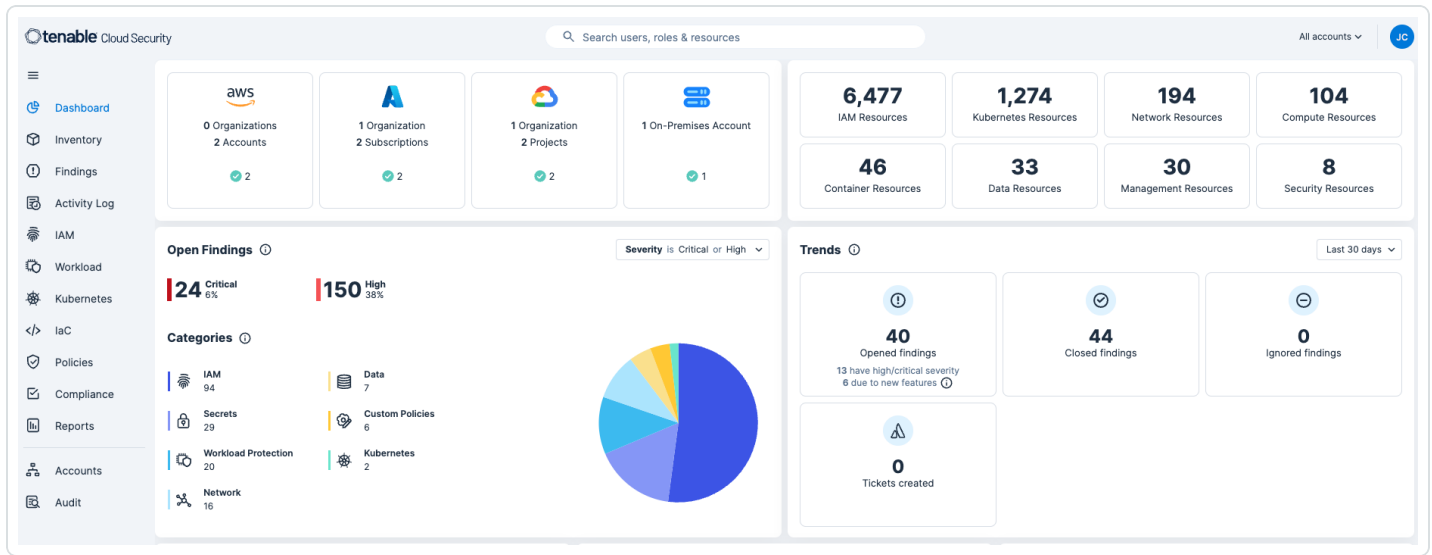 tenable Cloud Security
Search users, roles & resources
All accounts
JC
Dashboard
Inventory
Findings
Activity Log
IAM
Workload
Kubernetes
IaC
Policies
Compliance
Reports
Accounts
Audit
aws
0 Organizations
2 Accounts
2
1 Organization
2 Subscriptions
2
1 Organization
2 Projects
2
1 On-Premises Account
1
6,477
IAM Resources
1,274
Kubernetes Resources
194
Network Resources
104
Compute Resources
46
Container Resources
33
Data Resources
30
Management Resources
8
Security Resources
Open Findings
Severity is Critical or High
24 Critical
6%
150 High
38%
Categories
IAM
94
Secrets
29
Workload Protection
20
Network
16
Data
7
Custom Policies
6
Kubernetes
2
Trends
Last 30 days
40
Opened findings
13 have high/critical severity
6 due to new features
44
Closed findings
0
Ignored findings
0
Tickets created